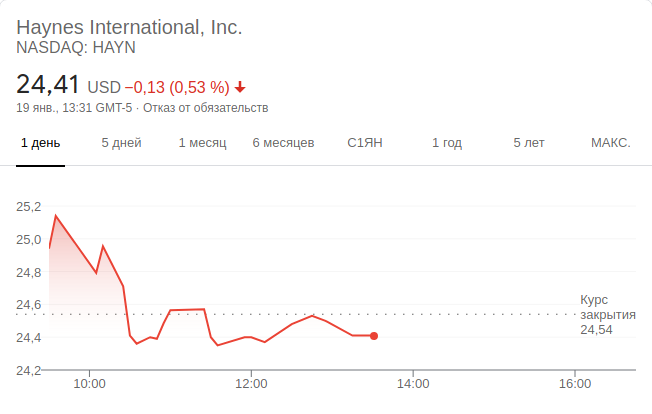 Haynes International, Inc.
NASDAQ: HAYN
24,41 USD −0,13 (0,53 %)
19 янв., 13:31 GMT-5 · Отказ от обязательств
1 день 5 дней 1 месяц 6 месяцев С1ЯН 1 год 5 лет МАКС.
25,2
25,0
24,8
24,6
Курс
закрытия
24,54
24,4
24,2
10:00 12:00 14:00 16:00